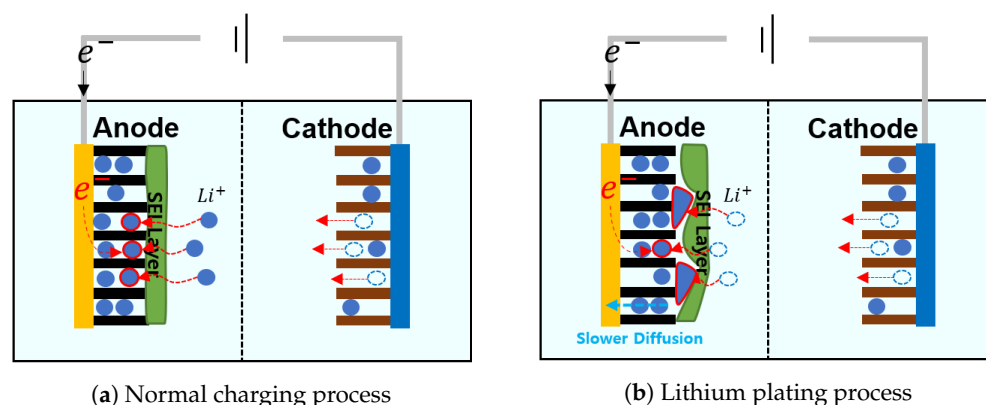 e⁻
Anode
Cathode
e⁻
SEI Layer
Li⁺
(a) Normal charging process
e⁻
Anode
Cathode
e⁻
SEI Layer
Li⁺
Slower Diffusion
(b) Lithium plating process